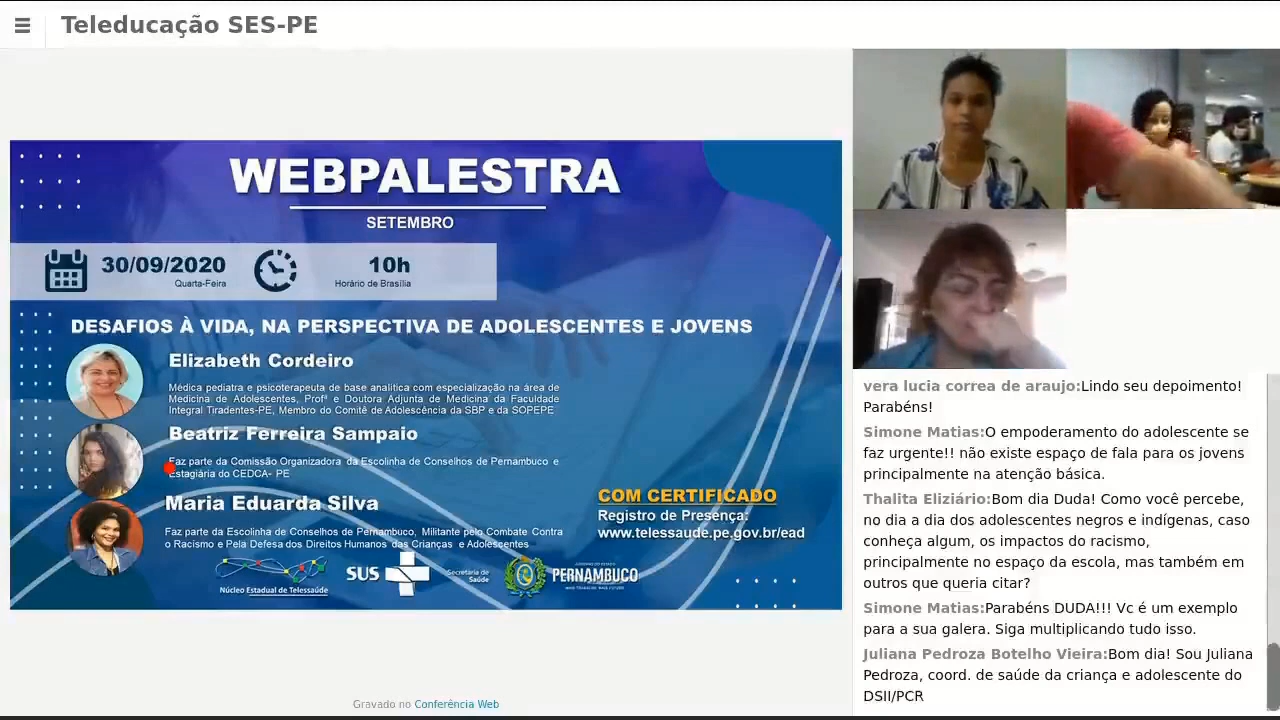 Teleducação SES-PE
WEBPALESTRA
SETEMBRO
30/09/2020
Quarta-Feira
10h
Horário de Brasília
DESAFIOS À VIDA, NA PERSPECTIVA DE ADOLESCENTES E JOVENS
Elizabeth Cordeiro
Médica pediatra e psicoterapeuta de base analítica com especialização na área de
Medicina de Adolescentes, Profª e Doutora Adjunta de Medicina da Faculdade
Integral Tiradentes-PE, Membro do Comitê de Adolescência da SBP e da SOPEPE
Beatriz Ferreira Sampaio
Faz parte da Comissão Organizadora da Escolinha de Conselhos de Pernambuco e
Estagiária do CEDCA- PE
Maria Eduarda Silva
Faz parte da Escolinha de Conselhos de Pernambuco, Militante pelo Combate Contra
o Racismo e Pela Defesa dos Direitos Humanos das Crianças e Adolescentes
COM CERTIFICADO
Registro de Presença:
www.telessaude.pe.gov.br/ead
Núcleo Estadual de Telessaúde
SUS
Secretaria de
Saúde
PERNAMBUCO
Gravado no Conferência Web
vera lucia correa de araujo:Lindo seu depoimento!
Parabéns!
Simone Matias:O empoderamento do adolescente se
faz urgente!! não existe espaço de fala para os jovens
principalmente na atenção básica.
Thalita Eliziário:Bom dia Duda! Como você percebe,
no dia a dia dos adolescentes negros e indígenas, caso
conheça algum, os impactos do racismo,
principalmente no espaço da escola, mas também em
outros que queria citar?
Simone Matias:Parabéns DUDA!!! Vc é um exemplo
para a sua galera. Siga multiplicando tudo isso.
Juliana Pedroza Botelho Vieira:Bom dia! Sou Juliana
Pedroza, coord. de saúde da criança e adolescente do
DSII/PCR